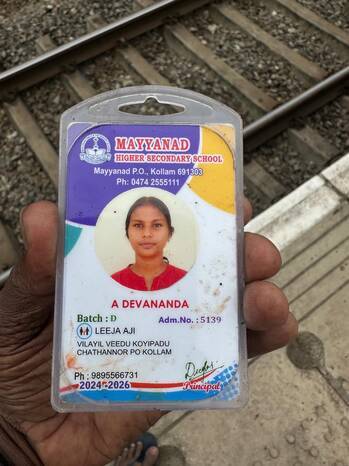 MAYYANAD
HIGHER SECONDARY SCHOOL
Mayyanad P.O., Kollam 691303
Ph: 0474 2555111
A DEVANANDA
Batch : D Adm.No. : 5139
LEEJA AJI
VILAYIL VEEDU KOYIPADU
CHATHANNOR PO KOLLAM
Ph : 9895566731
2024-2026 Principal